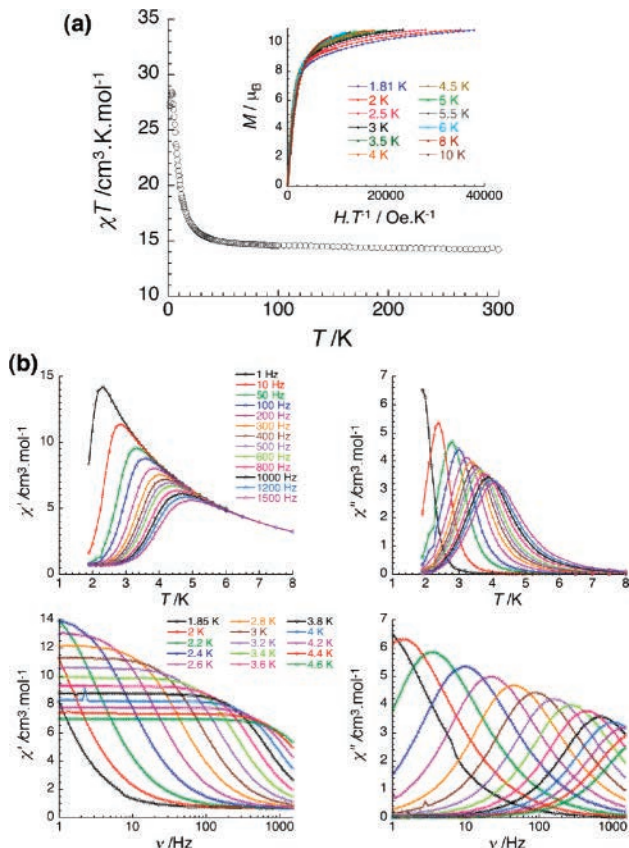 (a)
χT /cm³.K.mol⁻¹
35
30
25
20
15
10
0
100
200
300
T /K
M / μB
10
8
6
4
2
0
0
20000
40000
H.T⁻¹ / Oe.K⁻¹
1.81 K
2 K
2.5 K
3 K
3.5 K
4 K
4.5 K
5 K
5.5 K
6 K
8 K
10 K
(b)
χ' /cm³.mol⁻¹
15
10
5
0
1 2 3 4 5 6 7 8
T /K
1 Hz
10 Hz
50 Hz
100 Hz
200 Hz
300 Hz
400 Hz
500 Hz
600 Hz
800 Hz
1000 Hz
1200 Hz
1500 Hz
χ" /cm³.mol⁻¹
7
6
5
4
3
2
1
0
1 2 3 4 5 6 7 8
T /K
χ' /cm³.mol⁻¹
14
12
10
8
6
4
2
0
1 10 100 1000
ν /Hz
1.85 K
2 K
2.2 K
2.4 K
2.6 K
2.8 K
3 K
3.2 K
3.4 K
3.6 K
3.8 K
4 K
4.2 K
4.4 K
4.6 K
χ" /cm³.mol⁻¹
7
6
5
4
3
2
1
0
1 10 100 1000
ν /Hz